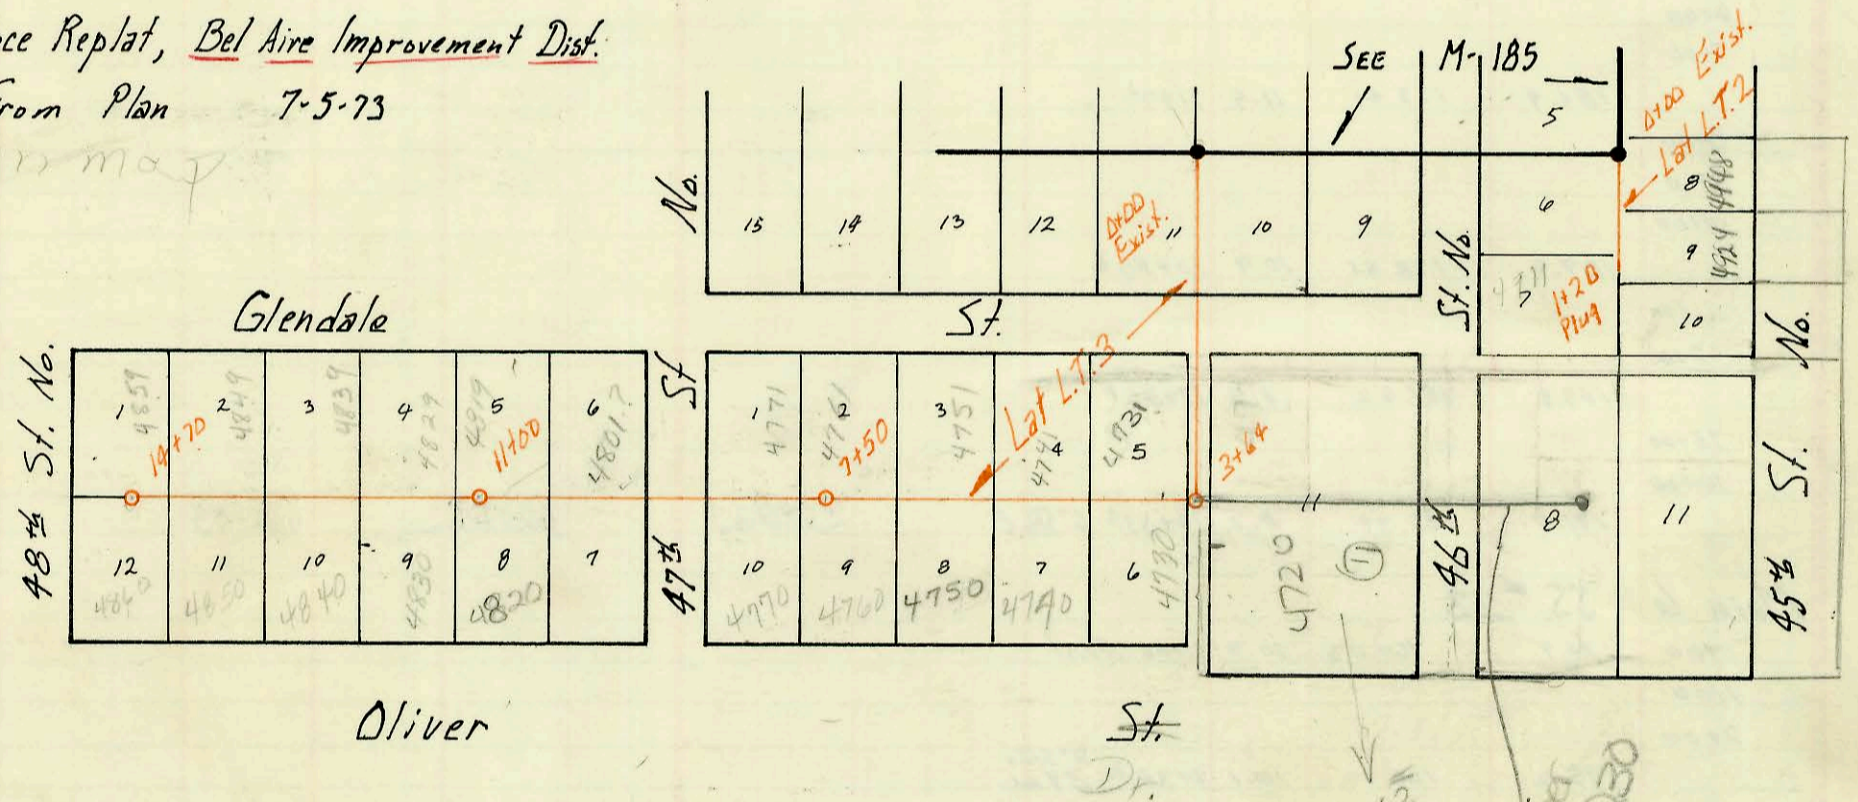 ce Replat, Bel Aire Improvement Dist.
From Plan 7-5-73
SEE M-185
0+00 Exist.
Lat L.T.2
5
6
7
4711
1+20
Plug
8 4948
9 4924
10
No.
15 14 13 12 11 10 9
0+00
Exist.
St. No.
No.
Glendale St.
Lat L.T.3
48th St. No.
1 2 3 4 5 6
4859 4849 4839 4829 4819 4801?
14+70 11+00
12 11 10 9 8 7
4860 4850 4840 4830 4820
47th St
1 2 3 4 5
4771 4761 4751 4741 4731
7+50
3+64
10 9 8 7 6
4770 4760 4750 4740 4730
11
4720
1
46th
8
11
45th St.
Oliver St.
Dr.